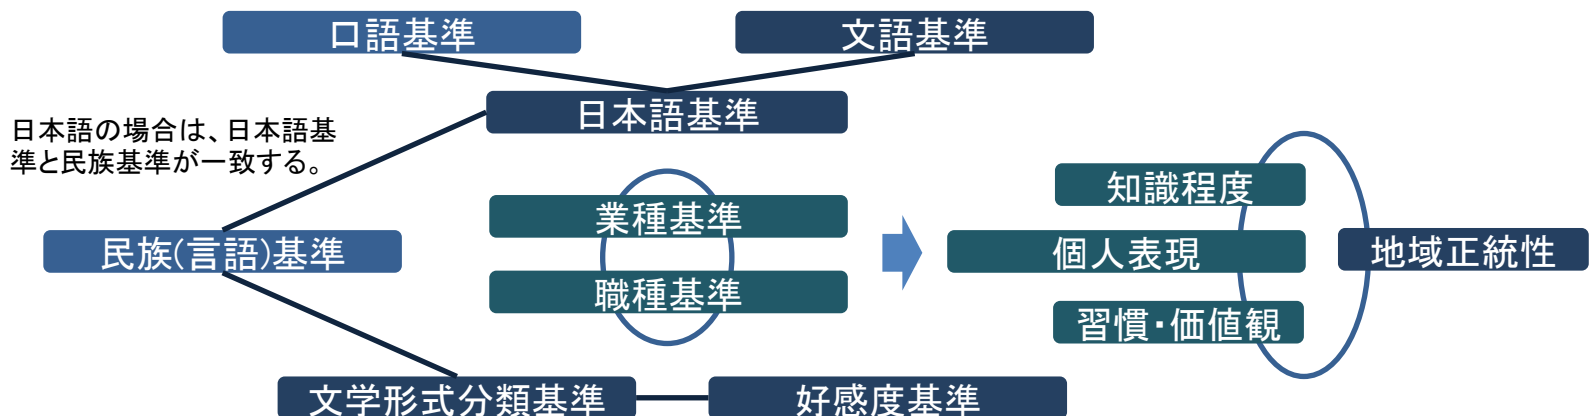 口語基準
文語基準
日本語基準
日本語の場合は、日本語基
準と民族基準が一致する。
知識程度
業種基準
民族(言語)基準
個人表現
地域正統性
職種基準
習慣・価値観
文学形式分類基準
好感度基準